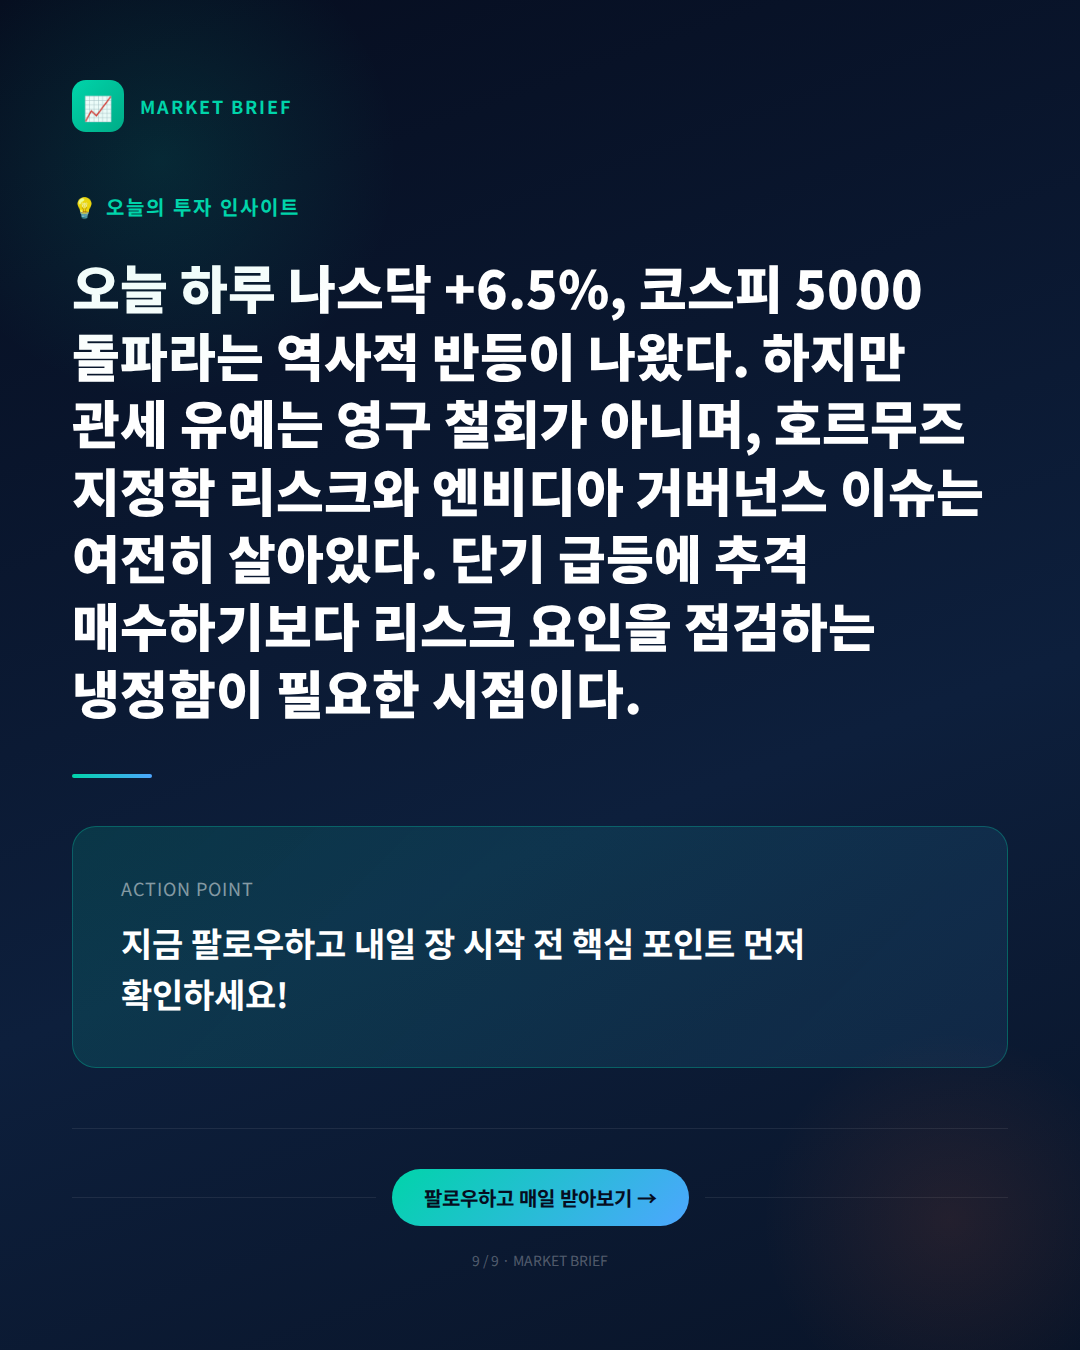 MARKET BRIEF
💡 오늘의 투자 인사이트
오늘 하루 나스닥 +6.5%, 코스피 5000
돌파라는 역사적 반등이 나왔다. 하지만
관세 유예는 영구 철회가 아니며, 호르무즈
지정학 리스크와 엔비디아 거버넌스 이슈는
여전히 살아있다. 단기 급등에 추격
매수하기보다 리스크 요인을 점검하는
냉정함이 필요한 시점이다.
ACTION POINT
지금 팔로우하고 내일 장 시작 전 핵심 포인트 먼저
확인하세요!
팔로우하고 매일 받아보기 →
9 / 9 · MARKET BRIEF